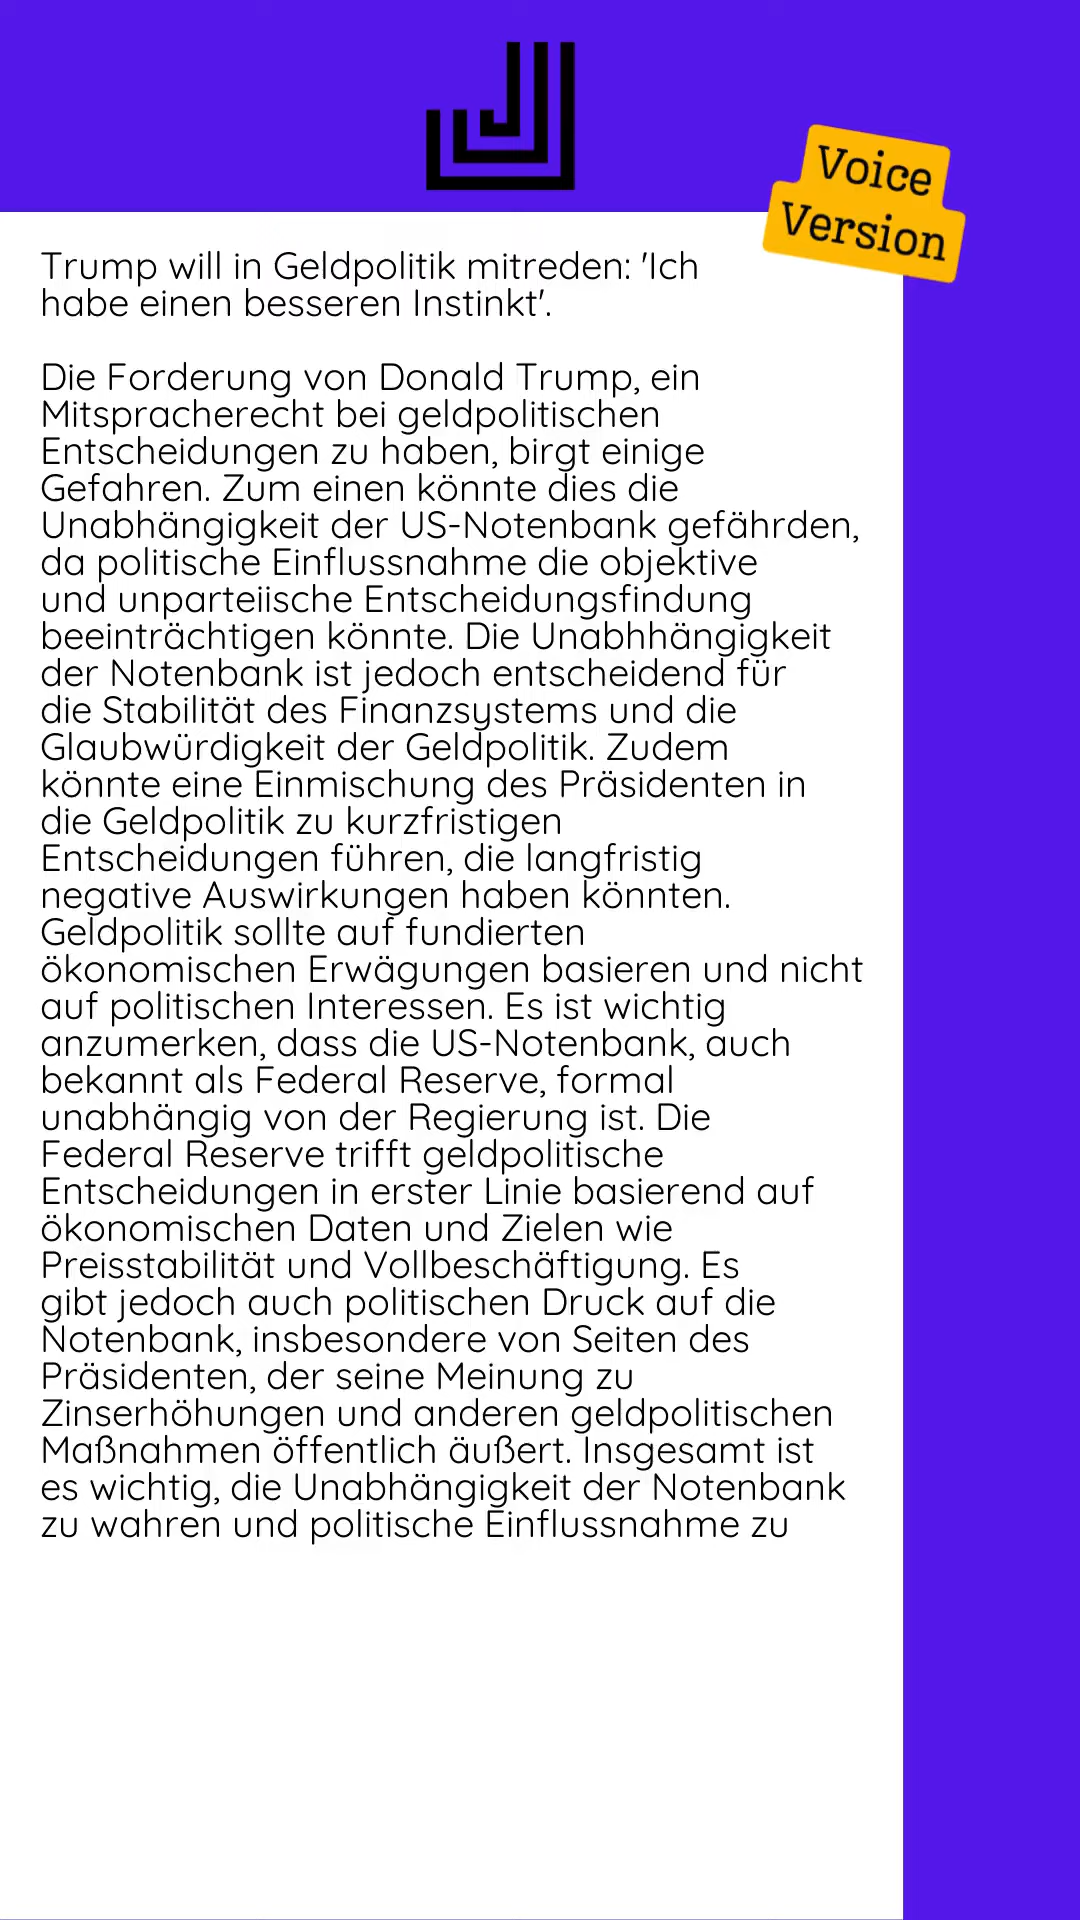 Voice
Version
Trump will in Geldpolitik mitreden: 'Ich
habe einen besseren Instinkt'.
Die Forderung von Donald Trump, ein
Mitspracherecht bei geldpolitischen
Entscheidungen zu haben, birgt einige
Gefahren. Zum einen könnte dies die
Unabhängigkeit der US-Notenbank gefährden,
da politische Einflussnahme die objektive
und unparteiische Entscheidungsfindung
beeinträchtigen könnte. Die Unabhhängigkeit
der Notenbank ist jedoch entscheidend für
die Stabilität des Finanzsystems und die
Glaubwürdigkeit der Geldpolitik. Zudem
könnte eine Einmischung des Präsidenten in
die Geldpolitik zu kurzfristigen
Entscheidungen führen, die langfristig
negative Auswirkungen haben könnten.
Geldpolitik sollte auf fundierten
ökonomischen Erwägungen basieren und nicht
auf politischen Interessen. Es ist wichtig
anzumerken, dass die US-Notenbank, auch
bekannt als Federal Reserve, formal
unabhängig von der Regierung ist. Die
Federal Reserve trifft geldpolitische
Entscheidungen in erster Linie basierend auf
ökonomischen Daten und Zielen wie
Preisstabilität und Vollbeschäftigung. Es
gibt jedoch auch politischen Druck auf die
Notenbank, insbesondere von Seiten des
Präsidenten, der seine Meinung zu
Zinserhöhungen und anderen geldpolitischen
Maßnahmen öffentlich äußert. Insgesamt ist
es wichtig, die Unabhängigkeit der Notenbank
zu wahren und politische Einflussnahme zu